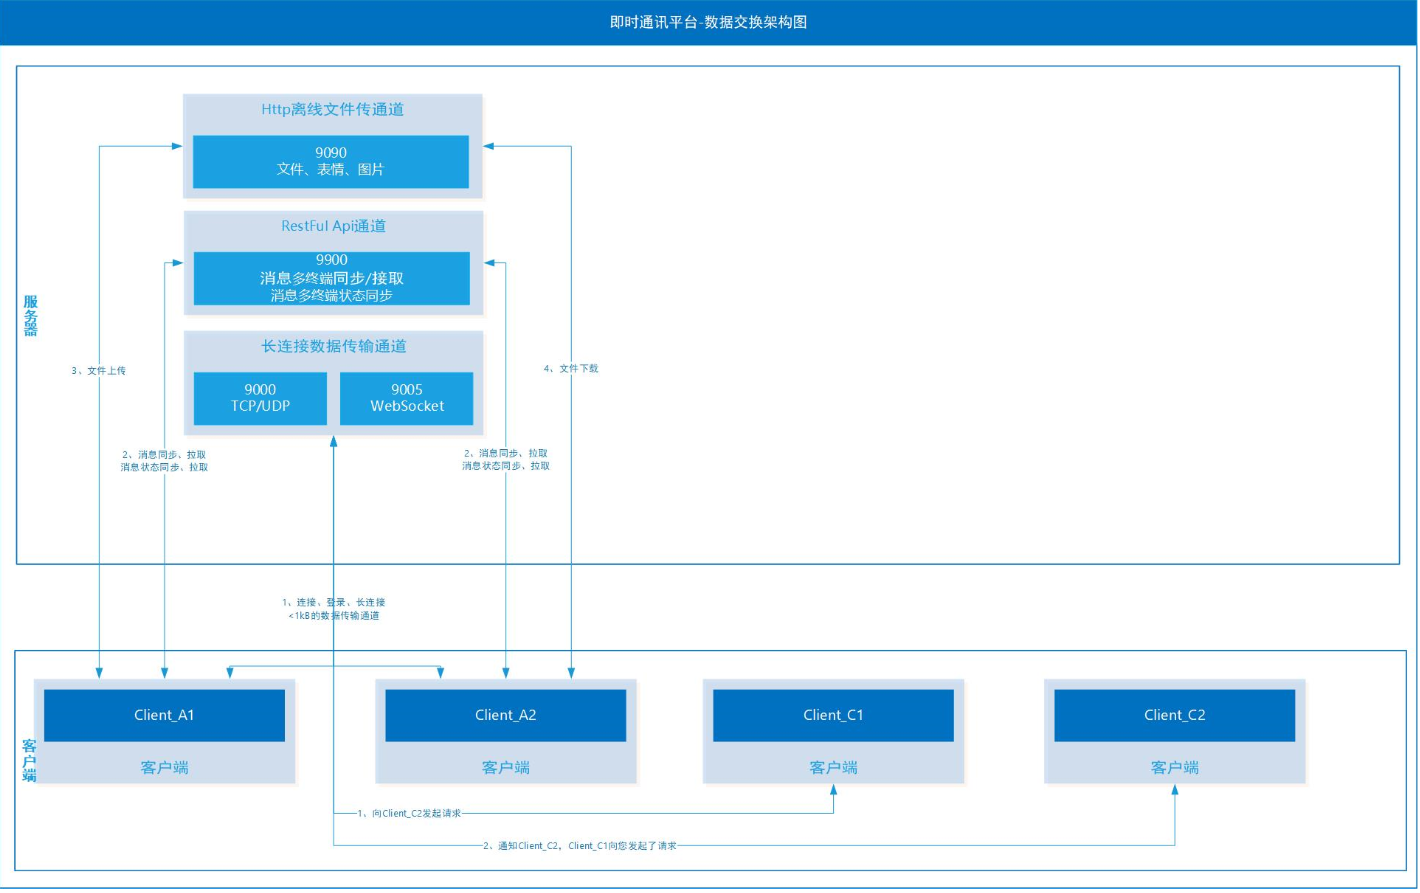 即时通讯平台-数据交换架构图
Http离线文件传通道
9090
文件、表情、图片
RestFul Api通道
9900
消息多终端同步/接取
消息多终端状态同步
服务器
长连接数据传输通道
9000
TCP/UDP
9005
WebSocket
3、文件上传
4、文件下载
2、消息同步、拉取
消息状态同步、拉取
2、消息同步、拉取
消息状态同步、拉取
1、连接、登录、长连接
<1kB的数据传输通道
客户端
Client_A1
客户端
Client_A2
客户端
Client_C1
客户端
Client_C2
客户端
1、向Client_C2发起请求
2、通知Client_C2，Client_C1向您发起了请求